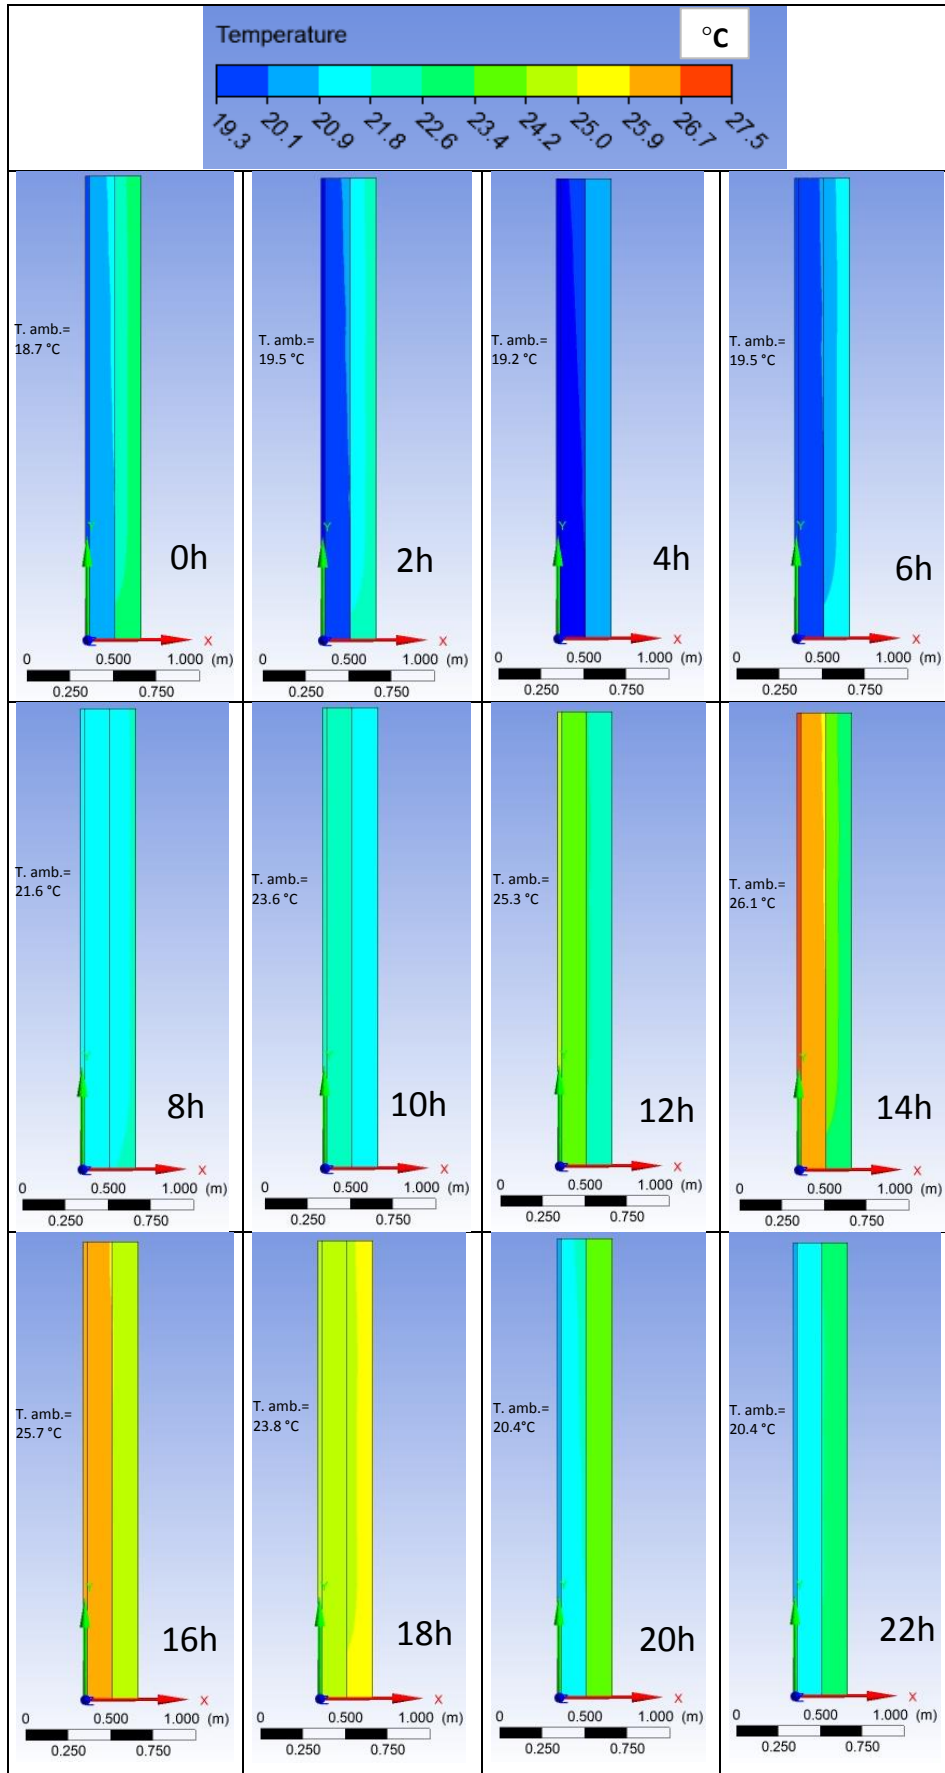 Temperature
°C
19.3 20.1 20.9 21.8 22.6 23.4 24.2 25.0 25.9 26.7 27.5
T. amb.=
18.7 °C
Y
0h
X
0 0.500 1.000 (m)
0.250 0.750
T. amb.=
19.5 °C
Y
2h
X
0 0.500 1.000 (m)
0.250 0.750
T. amb.=
19.2 °C
Y
4h
X
0 0.500 1.000 (m)
0.250 0.750
T. amb.=
19.5 °C
Y
6h
X
0 0.500 1.000 (m)
0.250 0.750
T. amb.=
21.6 °C
Y
8h
X
0 0.500 1.000 (m)
0.250 0.750
T. amb.=
23.6 °C
Y
10h
X
0 0.500 1.000 (m)
0.250 0.750
T. amb.=
25.3 °C
Y
12h
X
0 0.500 1.000 (m)
0.250 0.750
T. amb.=
26.1 °C
Y
14h
X
0 0.500 1.000 (m)
0.250 0.750
T. amb.=
25.7 °C
Y
16h
X
0 0.500 1.000 (m)
0.250 0.750
T. amb.=
23.8 °C
Y
18h
X
0 0.500 1.000 (m)
0.250 0.750
T. amb.=
20.4°C
Y
20h
X
0 0.500 1.000 (m)
0.250 0.750
T. amb.=
20.4 °C
Y
22h
X
0 0.500 1.000 (m)
0.250 0.750